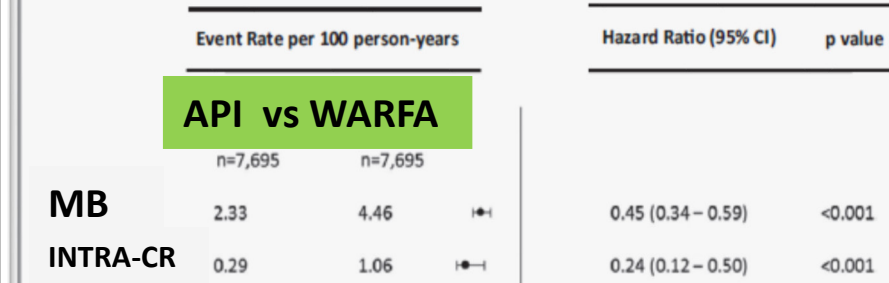 Event Rate per 100 person-years Hazard Ratio (95% CI) p value
API vs WARFA
n=7,695 n=7,695
MB 2.33 4.46 0.45 (0.34 – 0.59) <0.001
INTRA-CR 0.29 1.06 0.24 (0.12 – 0.50) <0.001